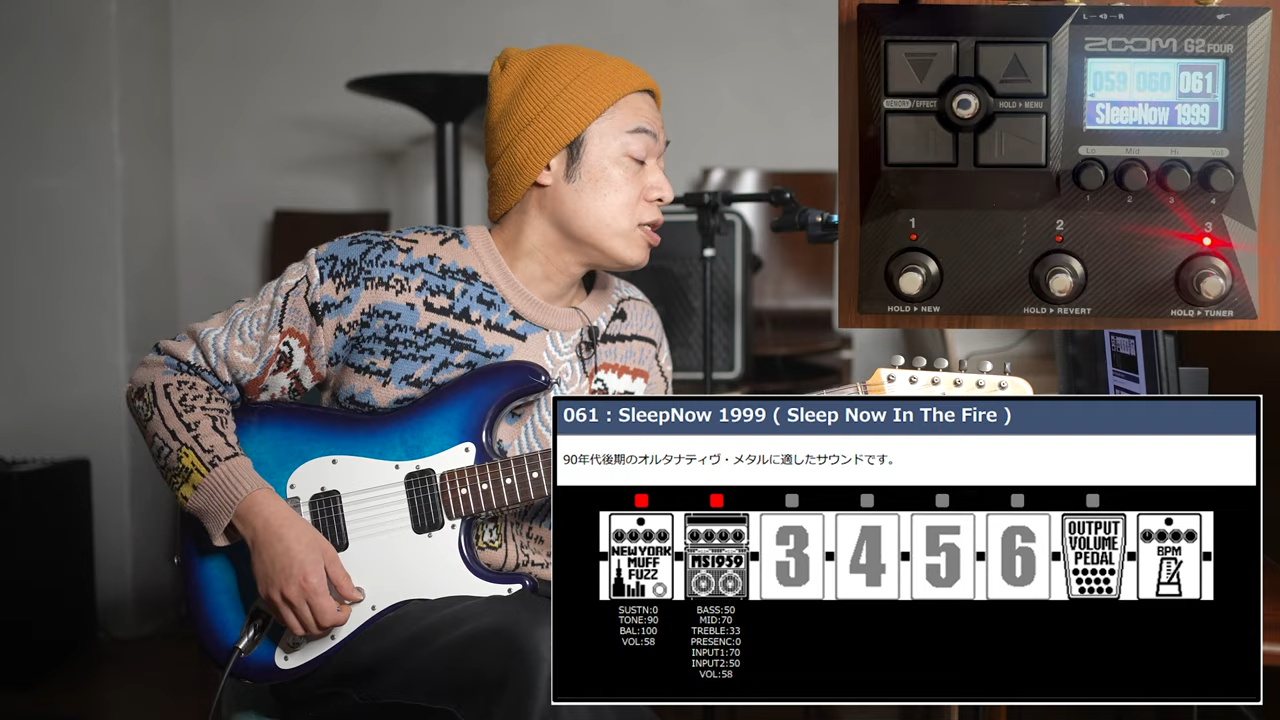 L R
ZOOM G2 FOUR
059 060 061
SleepNow 1999
MEMORY/EFFECT HOLD▶MENU
Lo Mid Hi Vol
1 2 3 4
1 2 3
HOLD▶NEW HOLD▶REVERT HOLD▶TUNER
061 : SleepNow 1999 ( Sleep Now In The Fire )
90年代後期のオルタナティヴ・メタルに適したサウンドです。
NEW YORK
MUFF
FUZZ
MS1959
3
4
5
6
OUTPUT
VOLUME
PEDAL
BPM
SUSTN:0
TONE:90
BAL:100
VOL:58
BASS:50
MID:70
TREBLE:33
PRESENC:0
INPUT1:70
INPUT2:50
VOL:58